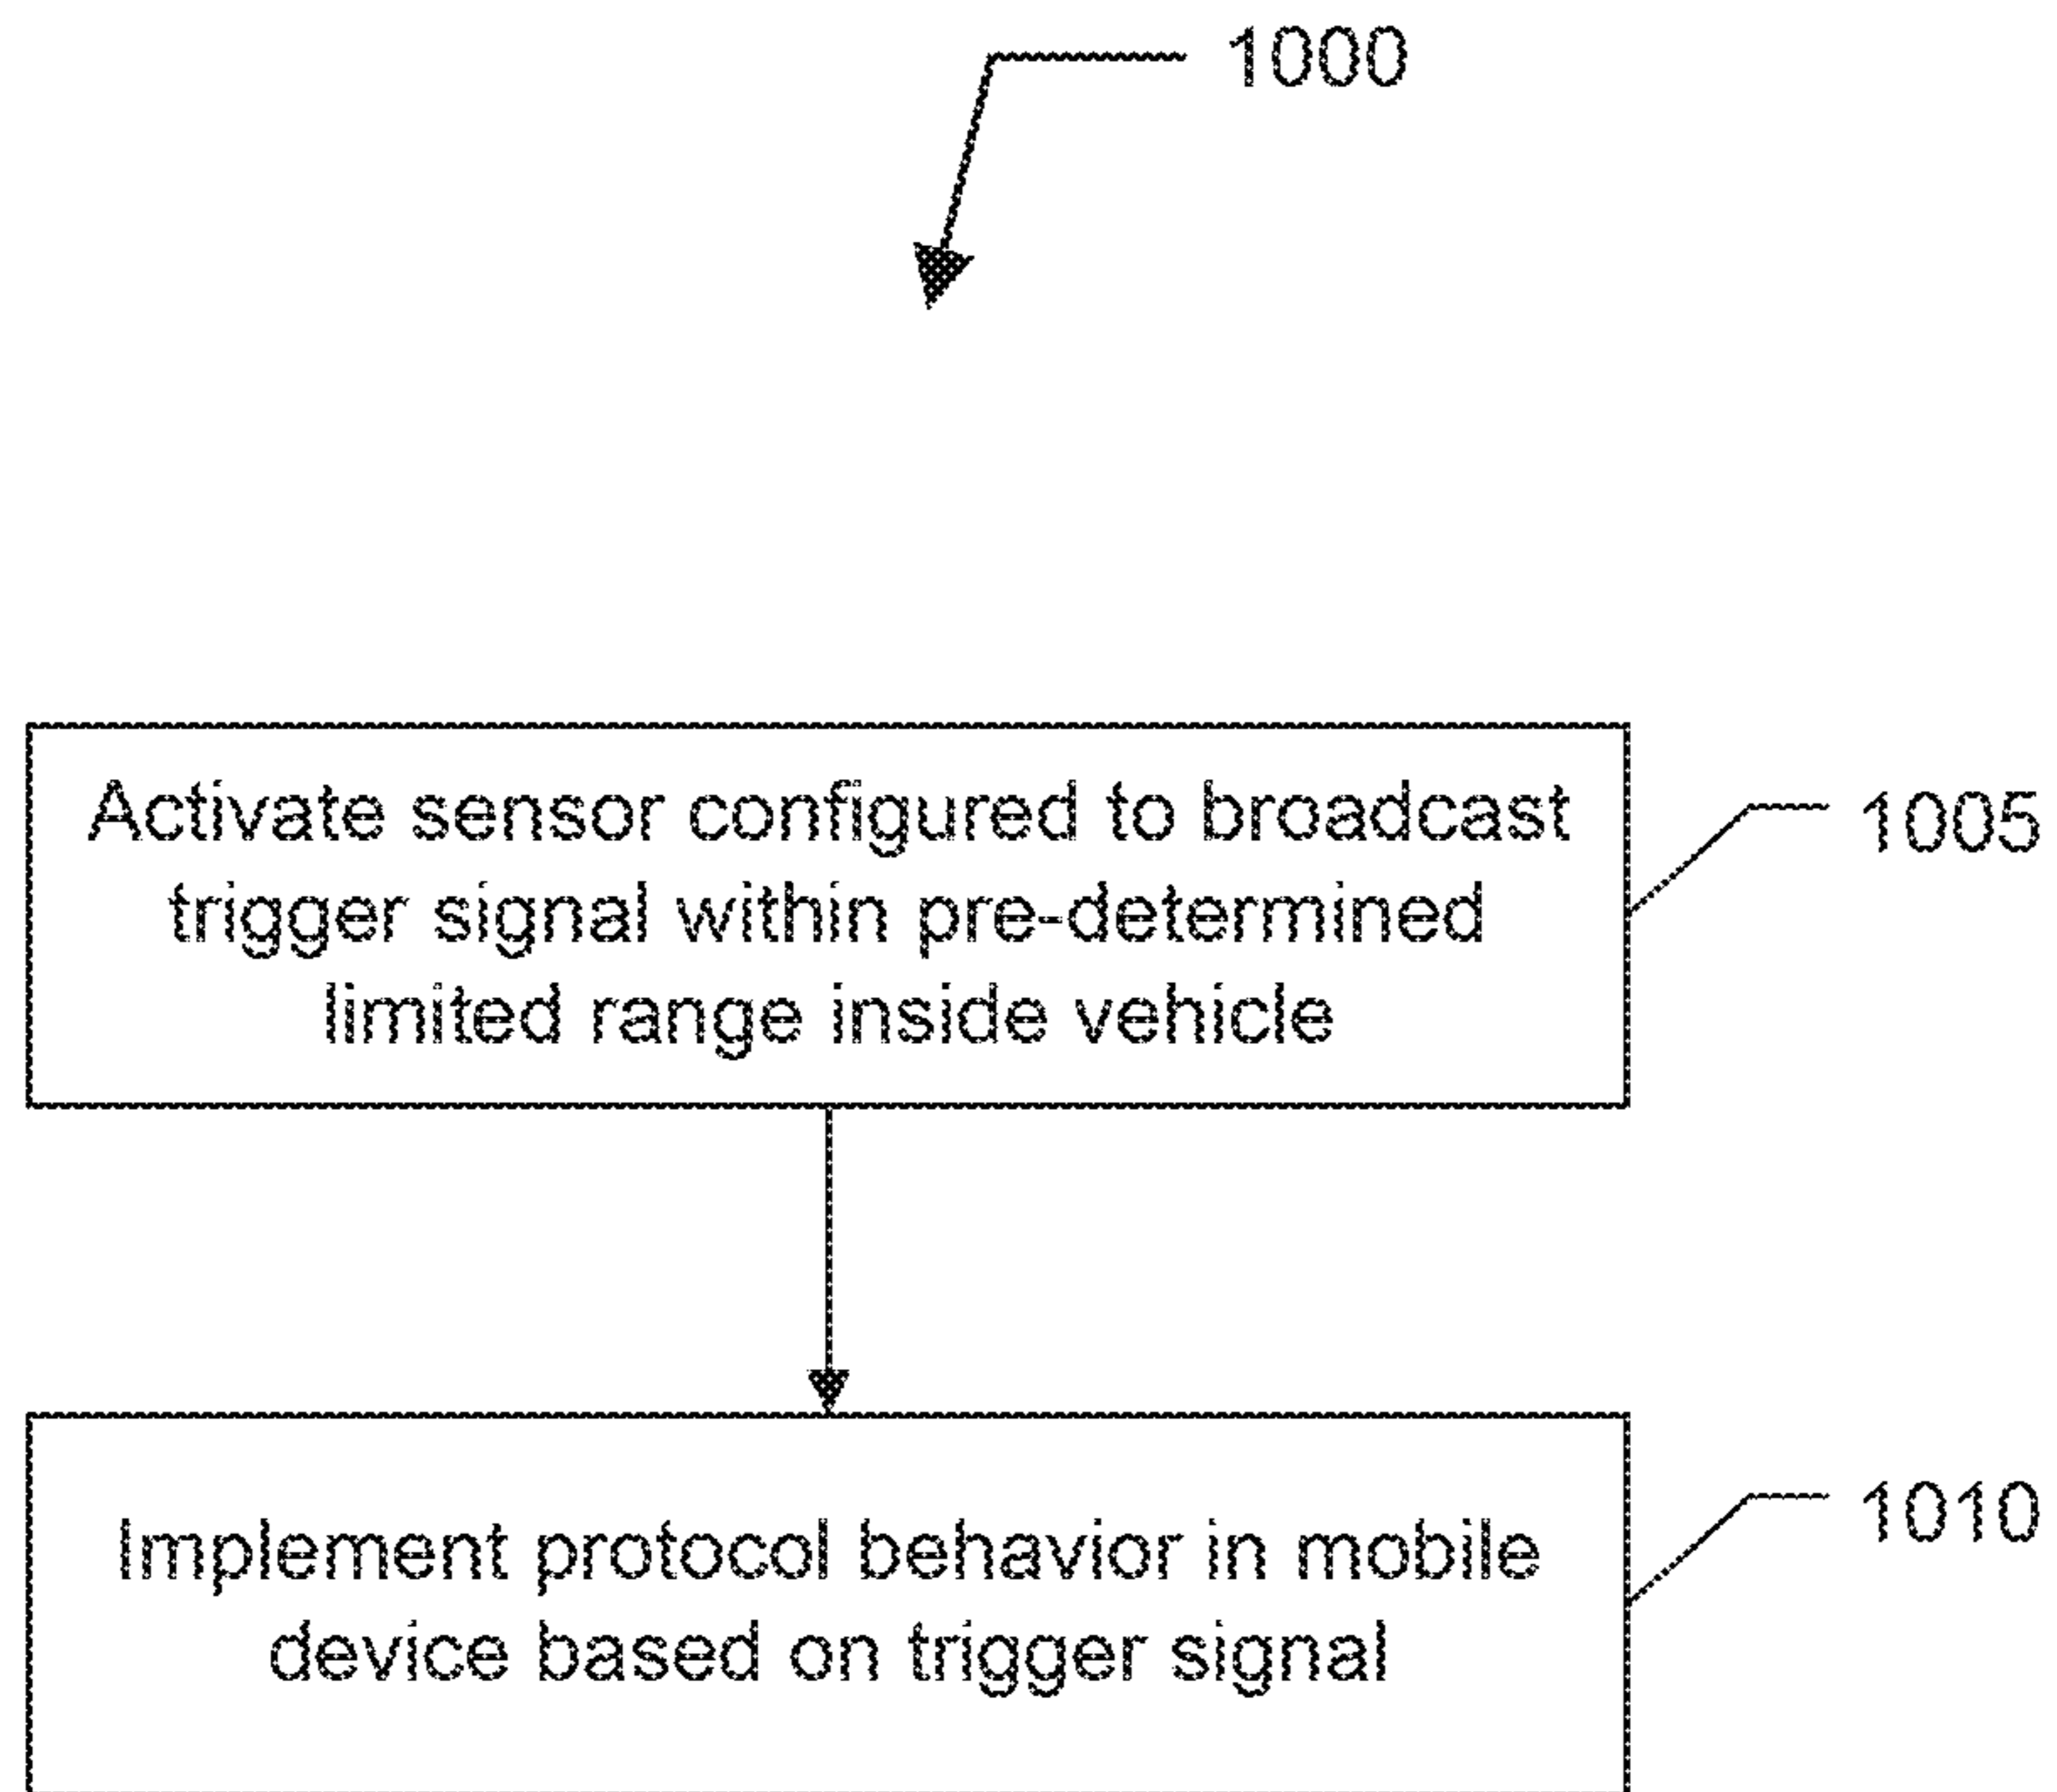 1000
Activate sensor configured to broadcast
trigger signal within pre-determined
limited range inside vehicle
1005
Implement protocol behavior in mobile
device based on trigger signal
1010